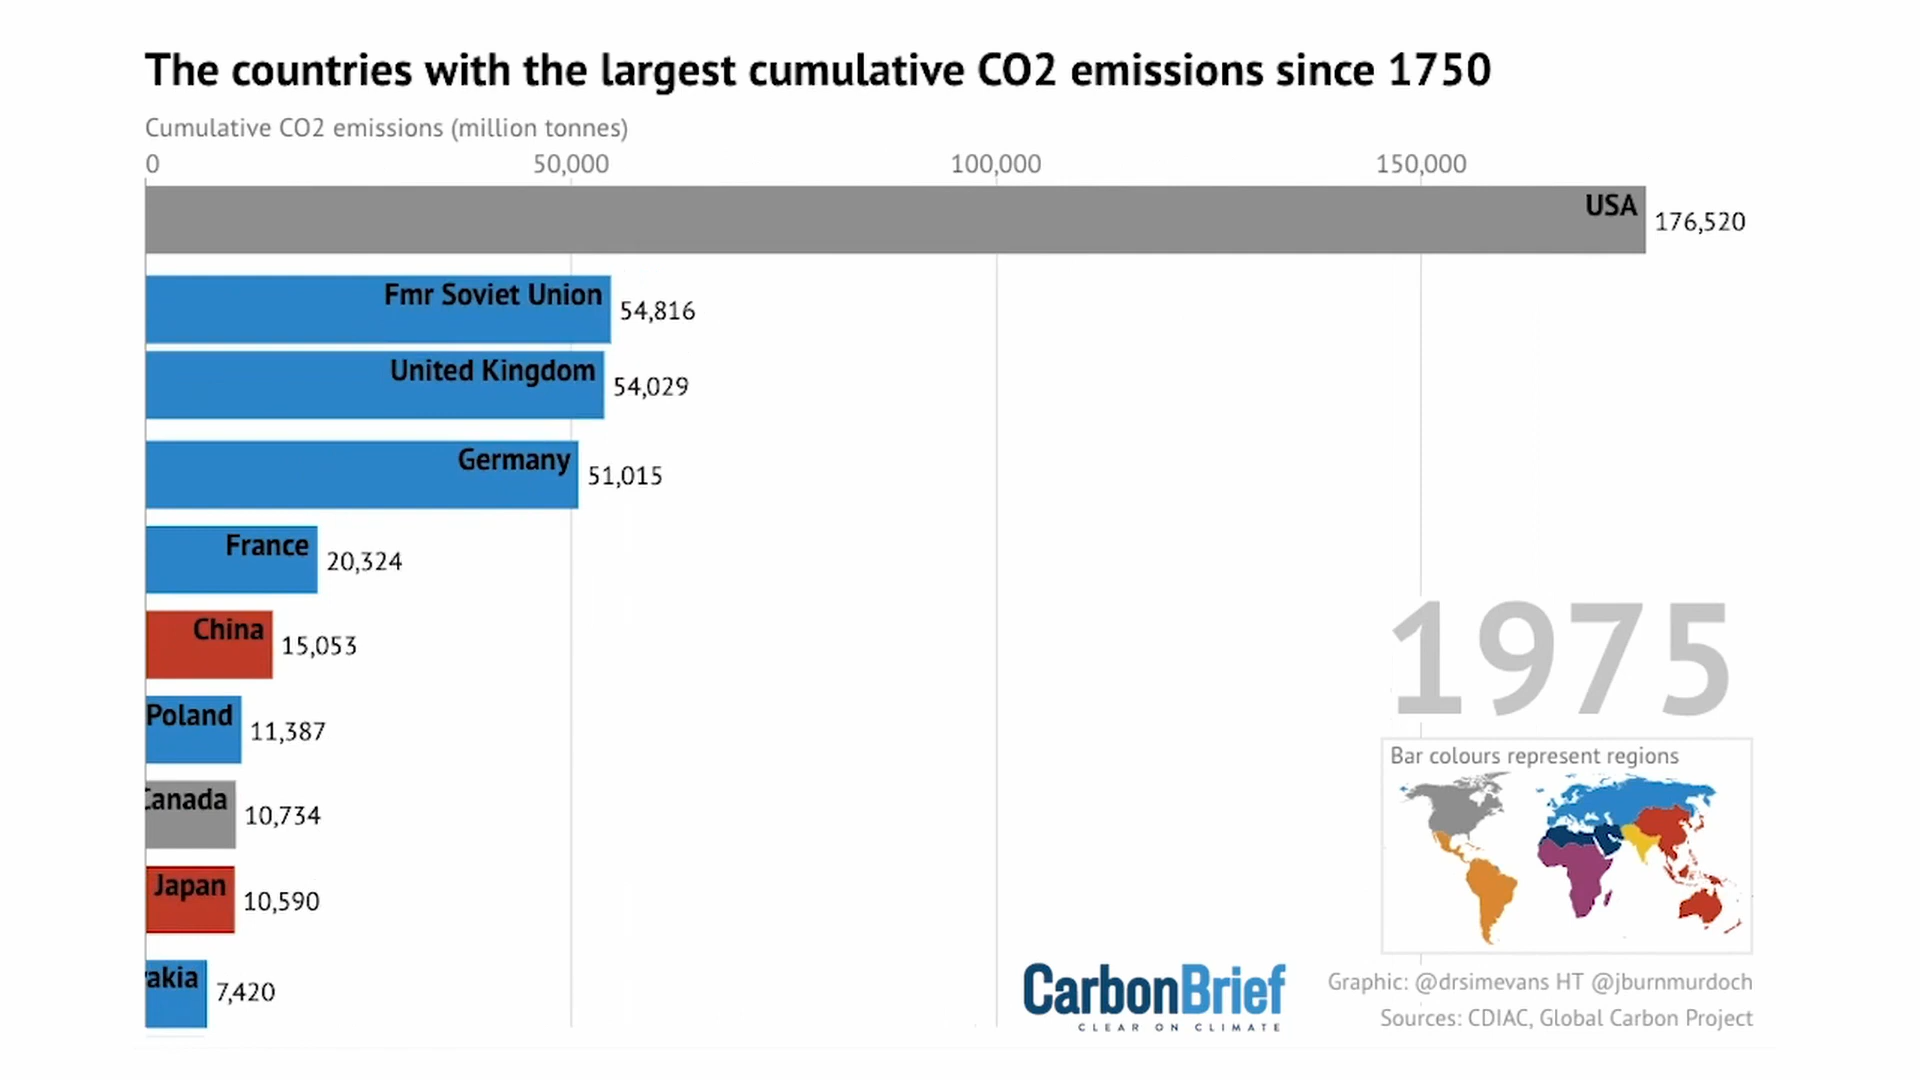 The countries with the largest cumulative CO2 emissions since 1750
Cumulative CO2 emissions (million tonnes)
0 50,000 100,000 150,000
USA 176,520
Fmr Soviet Union 54,816
United Kingdom 54,029
Germany 51,015
France 20,324
China 15,053
Poland 11,387
Canada 10,734
Japan 10,590
akia 7,420
1975
Bar colours represent regions
CarbonBrief
CLEAR ON CLIMATE
Graphic: @drsimevans HT @jburnmurdoch
Sources: CDIAC, Global Carbon Project